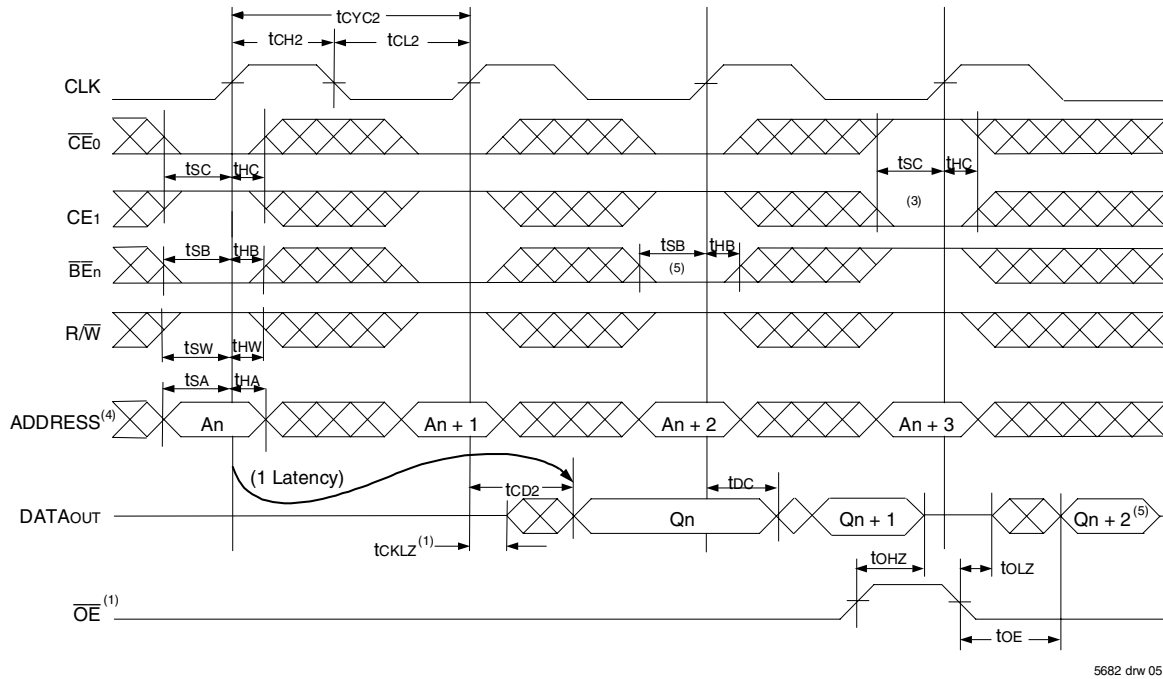 tCYC2
tCH2 tCL2
CLK
CE0
tSC tHC tSC tHC
CE1 (3)
tSB tHB tSB tHB
BEn (5)
R/W
tSW tHW
tSA tHA
ADDRESS(4) An An + 1 An + 2 An + 3
(1 Latency) tCD2 tDC
DATAOUT Qn Qn + 1 Qn + 2(5)
tCKLZ(1) tOHZ tOLZ
OE(1)
tOE
5682 drw 05